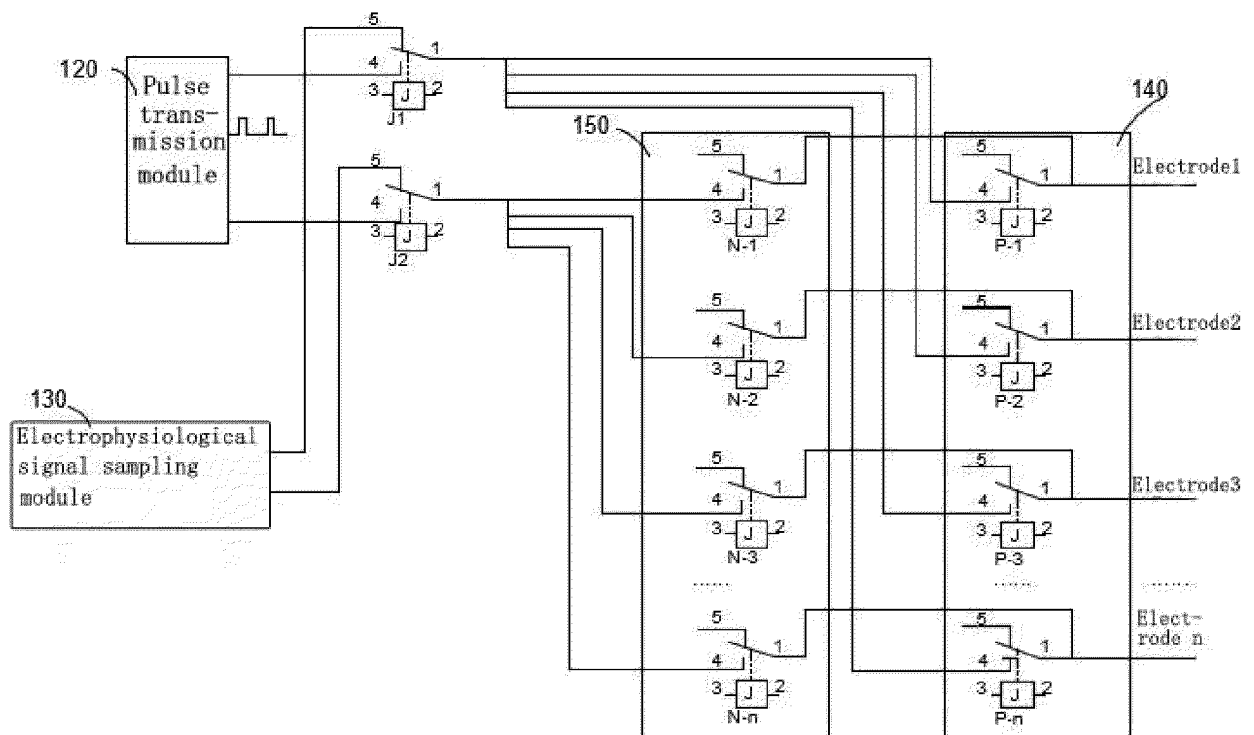 5
120
4
1
Pulse
trans-
mission
module
3 J 2
J1
140
150
5
5
5
Electrode1
4
1
4
1
4
1
3 J 2
J2
3 J 2
N-1
3 J 2
P-1
5
5
4
1
4
1
Electrode2
3 J 2
N-2
3 J 2
P-2
130
Electrophysiological
signal sampling
module
5
5
4
1
4
1
Electrode3
3 J 2
N-3
3 J 2
P-3
......
......
......
5
5
Elect-
rode n
4
1
4
1
3 J 2
N-n
3 J 2
P-n